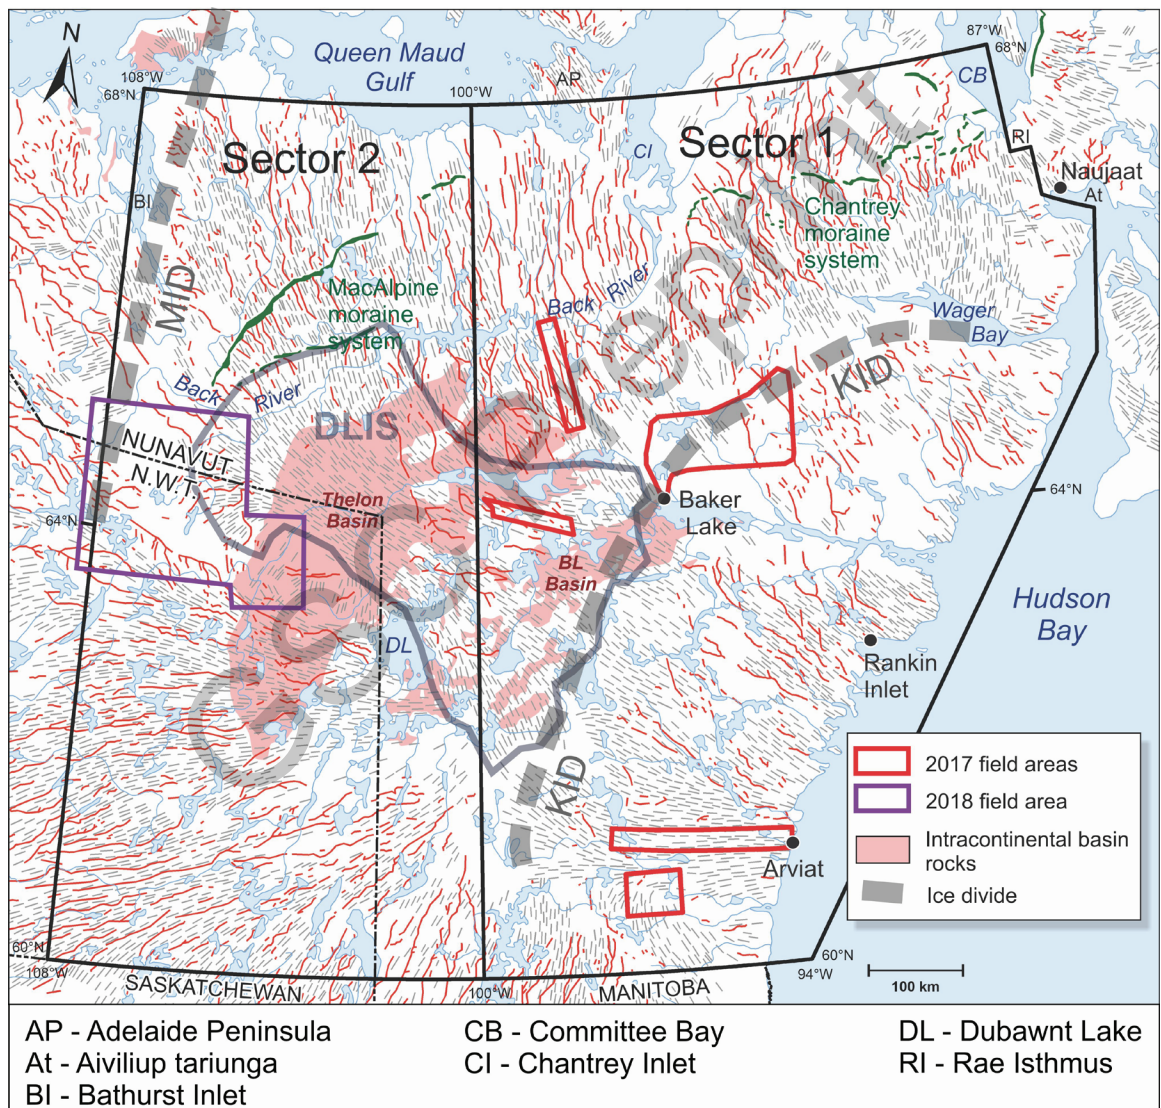 N
Queen Maud
Gulf
87°W
68°N
108°W
68°N
100°W
AP
CB
Sector 2
Sector 1
CI
RI
Naujaat
At
BI
Chantrey
moraine
system
MID
MacAlpine
moraine
system
Back River
Wager
Bay
KID
Back
River
DLIS
NUNAVUT
N.W.T.
Thelon
Basin
64°N
64°N
Baker
Lake
BL
Basin
Hudson
Bay
DL
Rankin
Inlet
KID
Arviat
2017 field areas
2018 field area
Intracontinental basin
rocks
Ice divide
60°N
108°W
60°N
94°W
100°W
SASKATCHEWAN
MANITOBA
100 km
AP - Adelaide Peninsula
At - Aiviliup tariunga
BI - Bathurst Inlet
CB - Committee Bay
CI - Chantrey Inlet
DL - Dubawnt Lake
RI - Rae Isthmus